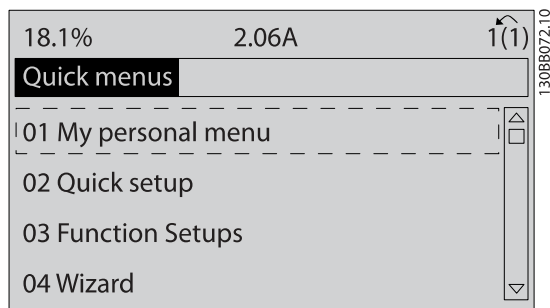 18.1% 2.06A 1(1)
Quick menus
01 My personal menu
02 Quick setup
03 Function Setups
04 Wizard
130BB072.10